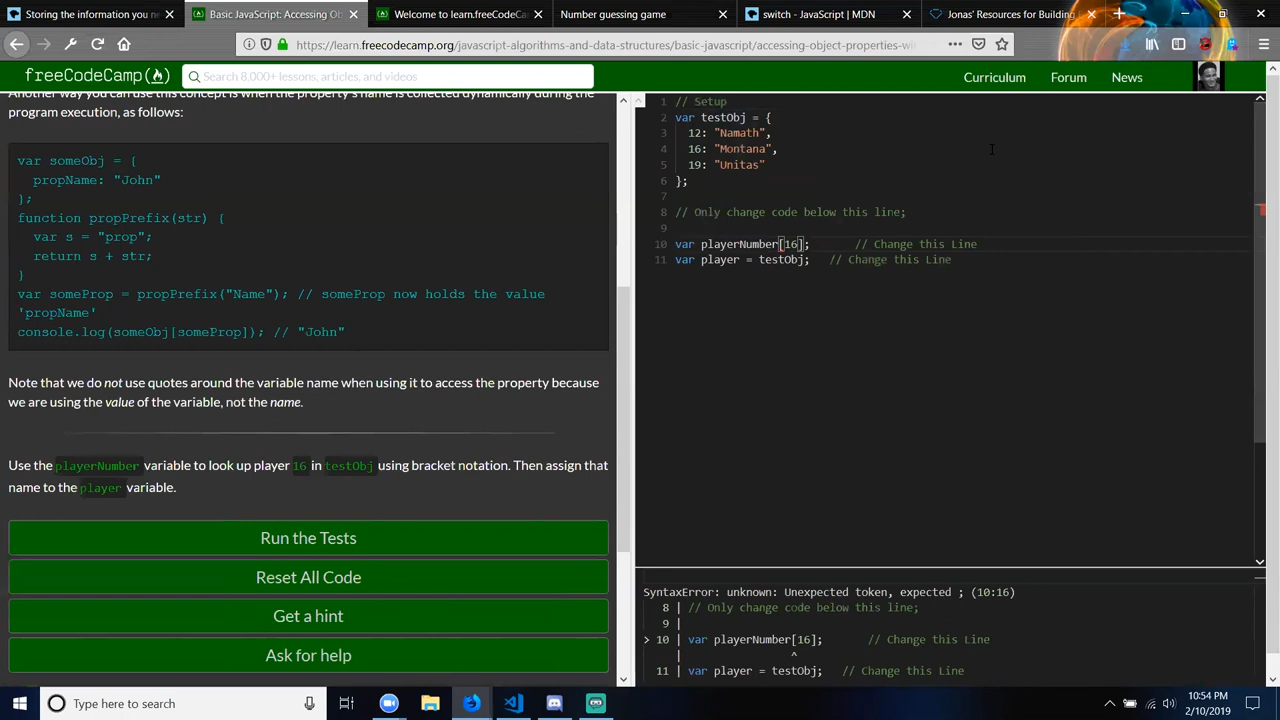 Storing the information you n
Basic JavaScript: Accessing O
Welcome to learn.freeCodeCa
Number guessing game
switch - JavaScript | MDN
Jonas' Resources for Building
https://learn.freecodecamp.org/javascript-algorithms-and-data-structures/basic-javascript/accessing-object-properties-wi
freeCodeCamp
Search 8,000+ lessons, articles, and videos
Curriculum
Forum
News
Another way you can use this concept is when the property's name is collected dynamically during the
program execution, as follows:
var someObj = {
propName: "John"
};
function propPrefix(str) {
var s = "prop";
return s + str;
}
var someProp = propPrefix("Name"); // someProp now holds the value
'propName'
console.log(someObj[someProp]); // "John"
Note that we do not use quotes around the variable name when using it to access the property because
we are using the value of the variable, not the name.
Use the playerNumber variable to look up player 16 in testObj using bracket notation. Then assign that
name to the player variable.
Run the Tests
Reset All Code
Get a hint
Ask for help
1 // Setup
2 var testObj = {
3 12: "Namath",
4 16: "Montana",
5 19: "Unitas"
6 };
7
8 // Only change code below this line;
9
10 var playerNumber[16]; // Change this Line
11 var player = testObj; // Change this Line
SyntaxError: unknown: Unexpected token, expected ; (10:16)
8 | // Only change code below this line;
9 |
> 10 | var playerNumber[16]; // Change this Line
| ^
11 | var player = testObj; // Change this Line
Type here to search
10:54 PM
2/10/2019